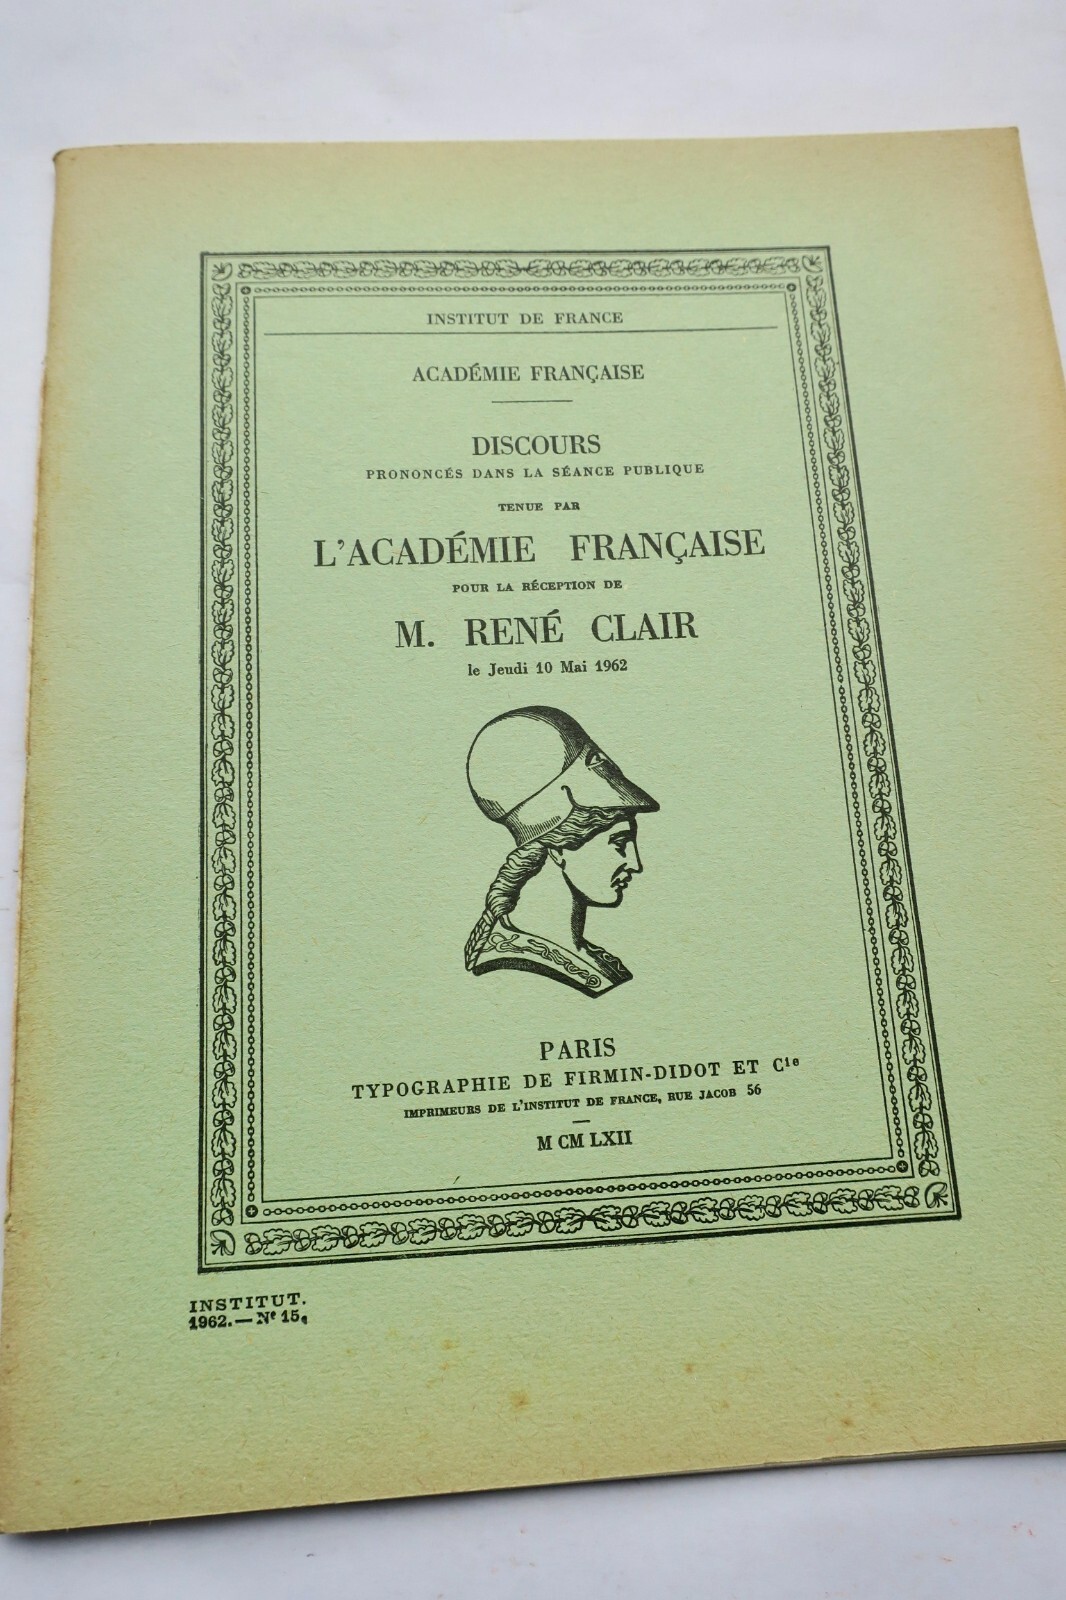 INSTITUT DE FRANCE
ACADÉMIE FRANÇAISE
DISCOURS
PRONONCÉS DANS LA SÉANCE PUBLIQUE
TENUE PAR
L'ACADÉMIE FRANÇAISE
POUR LA RÉCEPTION DE
M. RENÉ CLAIR
le Jeudi 10 Mai 1962
PARIS
TYPOGRAPHIE DE FIRMIN-DIDOT ET Cie
IMPRIMEURS DE L'INSTITUT DE FRANCE, RUE JACOB 56
M CM LXII
INSTITUT.
1962. — Nº 15.